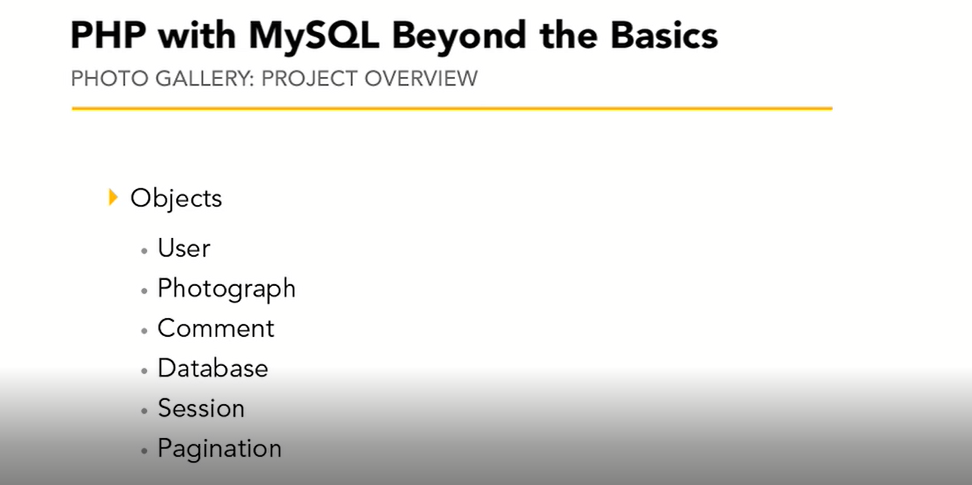 PHP with MySQL Beyond the Basics
PHOTO GALLERY: PROJECT OVERVIEW
Objects
User
Photograph
Comment
Database
Session
Pagination